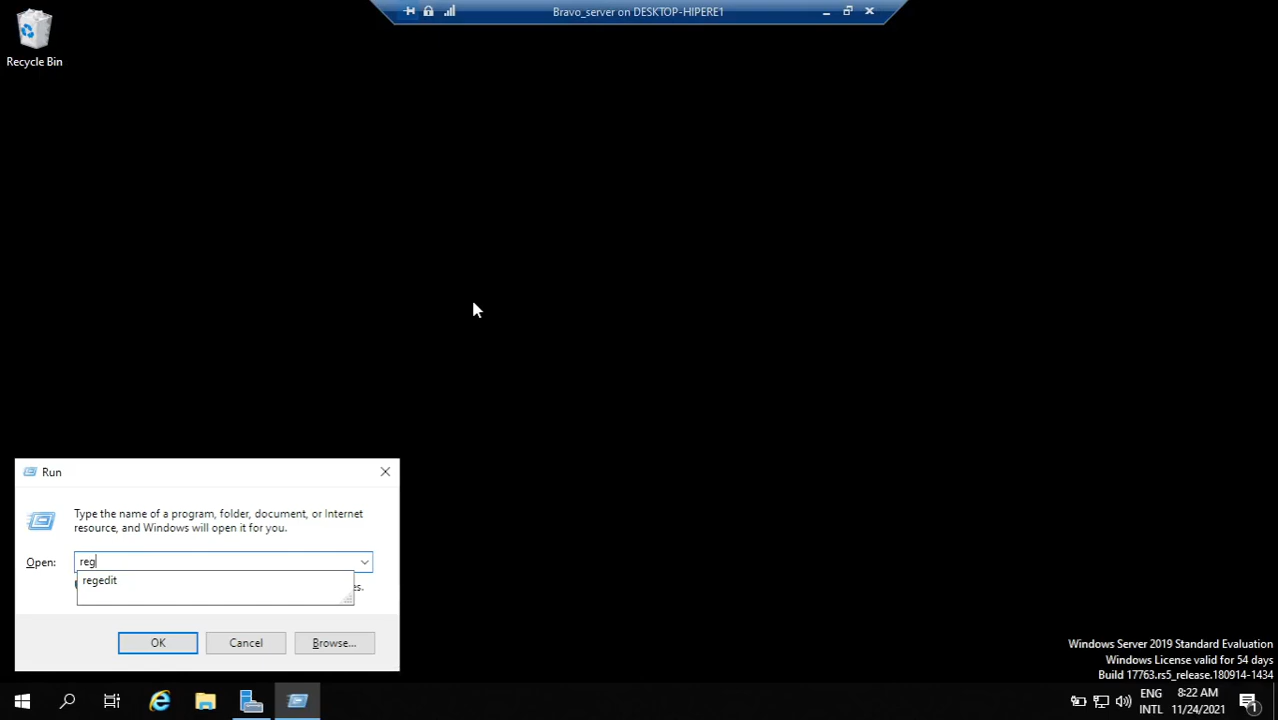 Bravo_server on DESKTOP-HIPERE1
Recycle Bin
Run
Type the name of a program, folder, document, or Internet
resource, and Windows will open it for you.
Open:
reg
regedit
es.
OK
Cancel
Browse...
Windows Server 2019 Standard Evaluation
Windows License valid for 54 days
Build 17763.rs5_release.180914-1434
ENG
INTL
8:22 AM
11/24/2021
1